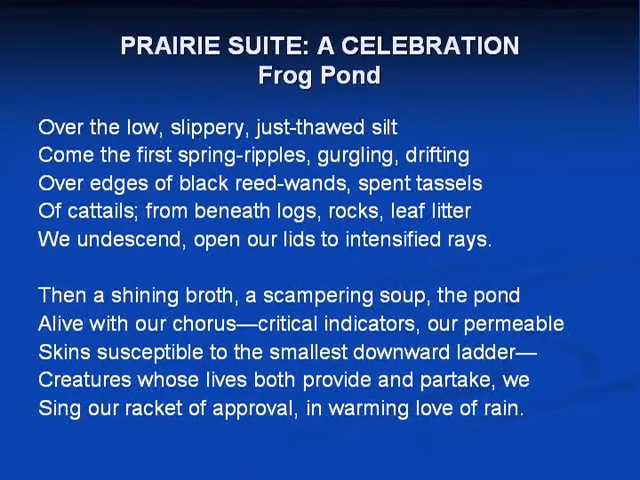 PRAIRIE SUITE: A CELEBRATION
Frog Pond
Over the low, slippery, just-thawed silt
Come the first spring-ripples, gurgling, drifting
Over edges of black reed-wands, spent tassels
Of cattails; from beneath logs, rocks, leaf litter
We undescend, open our lids to intensified rays.
Then a shining broth, a scampering soup, the pond
Alive with our chorus—critical indicators, our permeable
Skins susceptible to the smallest downward ladder—
Creatures whose lives both provide and partake, we
Sing our racket of approval, in warming love of rain.